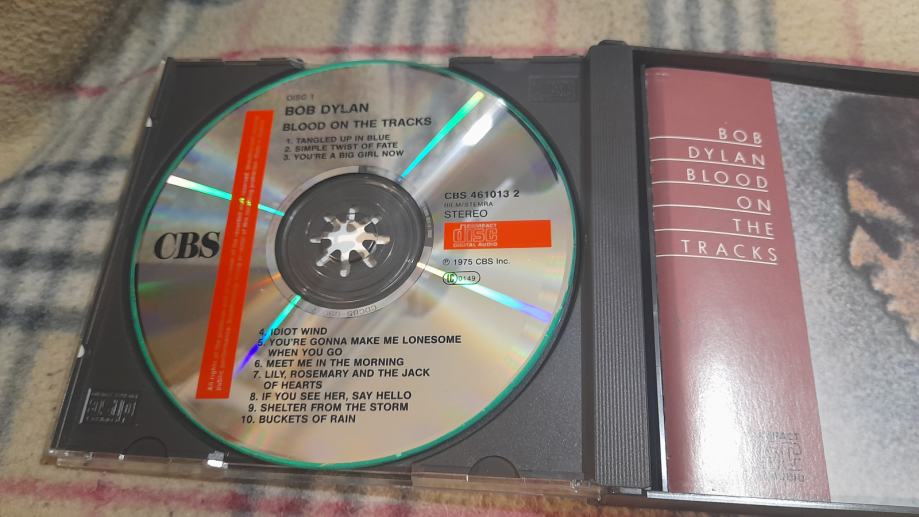 DISC 1
BOB DYLAN
BLOOD ON THE TRACKS
1. TANGLED UP IN BLUE
2. SIMPLE TWIST OF FATE
3. YOU'RE A BIG GIRL NOW
CBS
CBS 461013 2
BIEM/STEMRA
STEREO
COMPACT
disc
DIGITAL AUDIO
℗ 1975 CBS Inc.
LC 0149
4. IDIOT WIND
5. YOU'RE GONNA MAKE ME LONESOME
WHEN YOU GO
6. MEET ME IN THE MORNING
7. LILY, ROSEMARY AND THE JACK
OF HEARTS
8. IF YOU SEE HER, SAY HELLO
9. SHELTER FROM THE STORM
10. BUCKETS OF RAIN
BOB
DYLAN
BLOOD
ON
THE
TRACKS